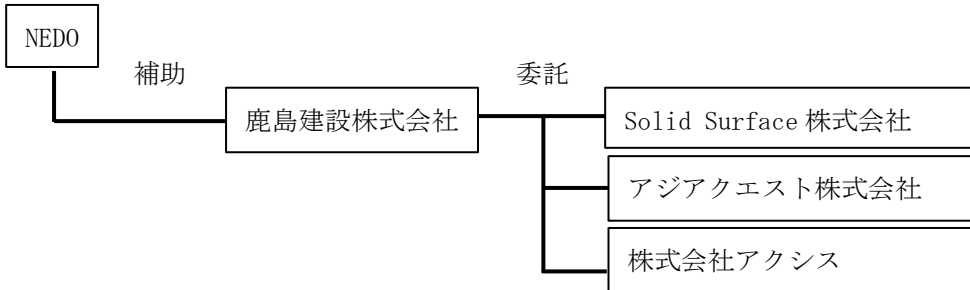 NEDO
補助
委託
鹿島建設株式会社
Solid Surface 株式会社
アジアクエスト株式会社
株式会社アクシス